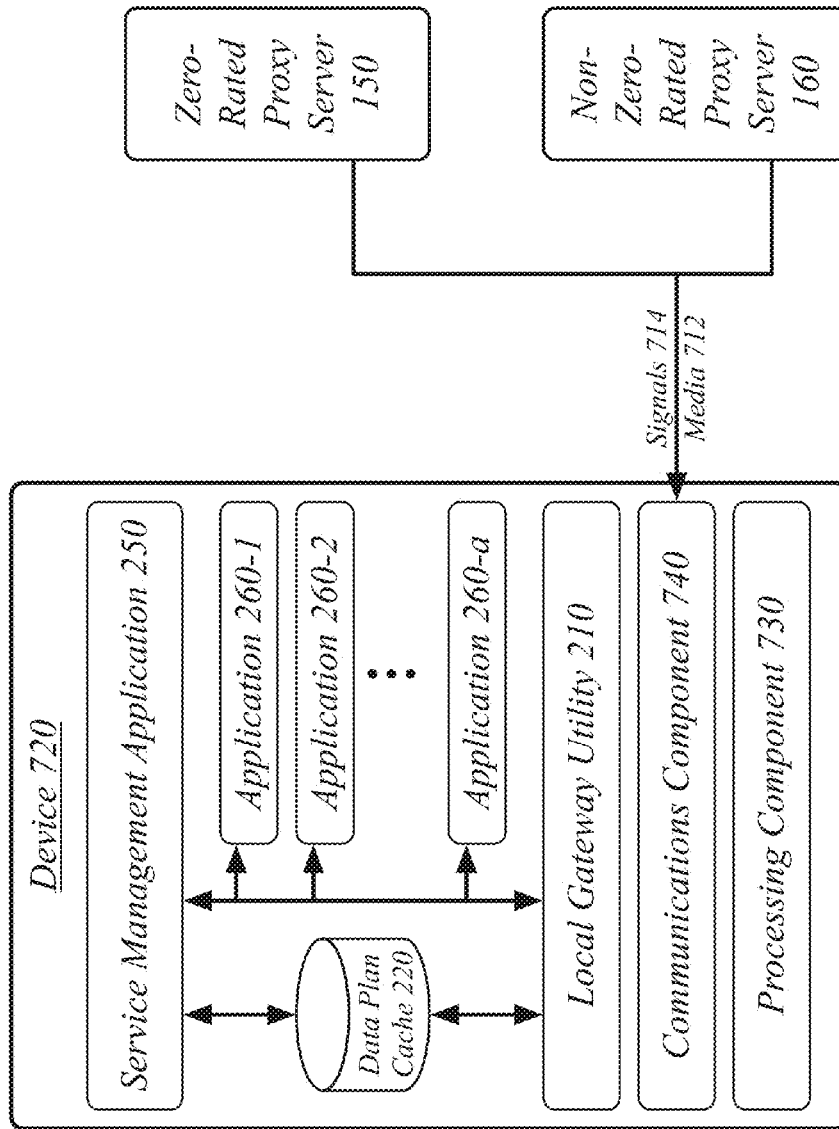 Device 720
Service Management Application 250
Application 260-1
Application 260-2
Application 260-a
Data Plan
Cache 220
Local Gateway Utility 210
Communications Component 740
Processing Component 730
Signals 714
Media 712
Zero-
Rated
Proxy
Server
150
Non-
Zero-
Rated
Proxy
Server
160